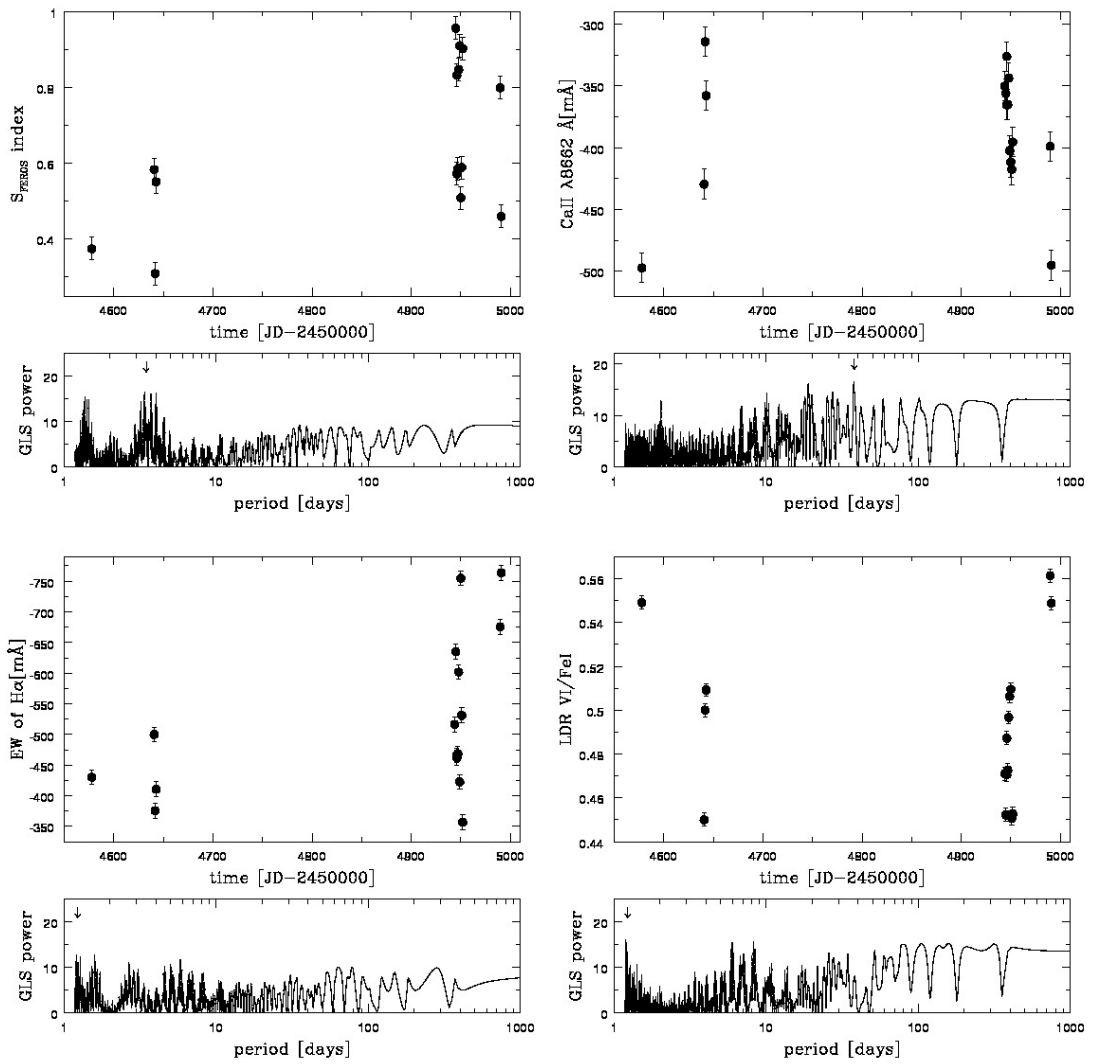 1
0.8
0.6
0.4
S_FEROS index
4600 4700 4800 4900 5000
time [JD-2450000]
-300
-350
-400
-450
-500
CaII λ8662 Å[mÅ]
4600 4700 4800 4900 5000
time [JD-2450000]
20
10
0
GLS power
↓
1 10 100 1000
period [days]
20
10
0
GLS power
↓
1 10 100 1000
period [days]
-750
-700
-650
-600
-550
-500
-450
-400
-350
EW of Hα[mÅ]
4600 4700 4800 4900 5000
time [JD-2450000]
0.56
0.54
0.52
0.5
0.48
0.46
0.44
LDR VI/FeI
4600 4700 4800 4900 5000
time [JD-2450000]
20
10
0
GLS power
↓
1 10 100 1000
period [days]
20
10
0
GLS power
↓
1 10 100 1000
period [days]